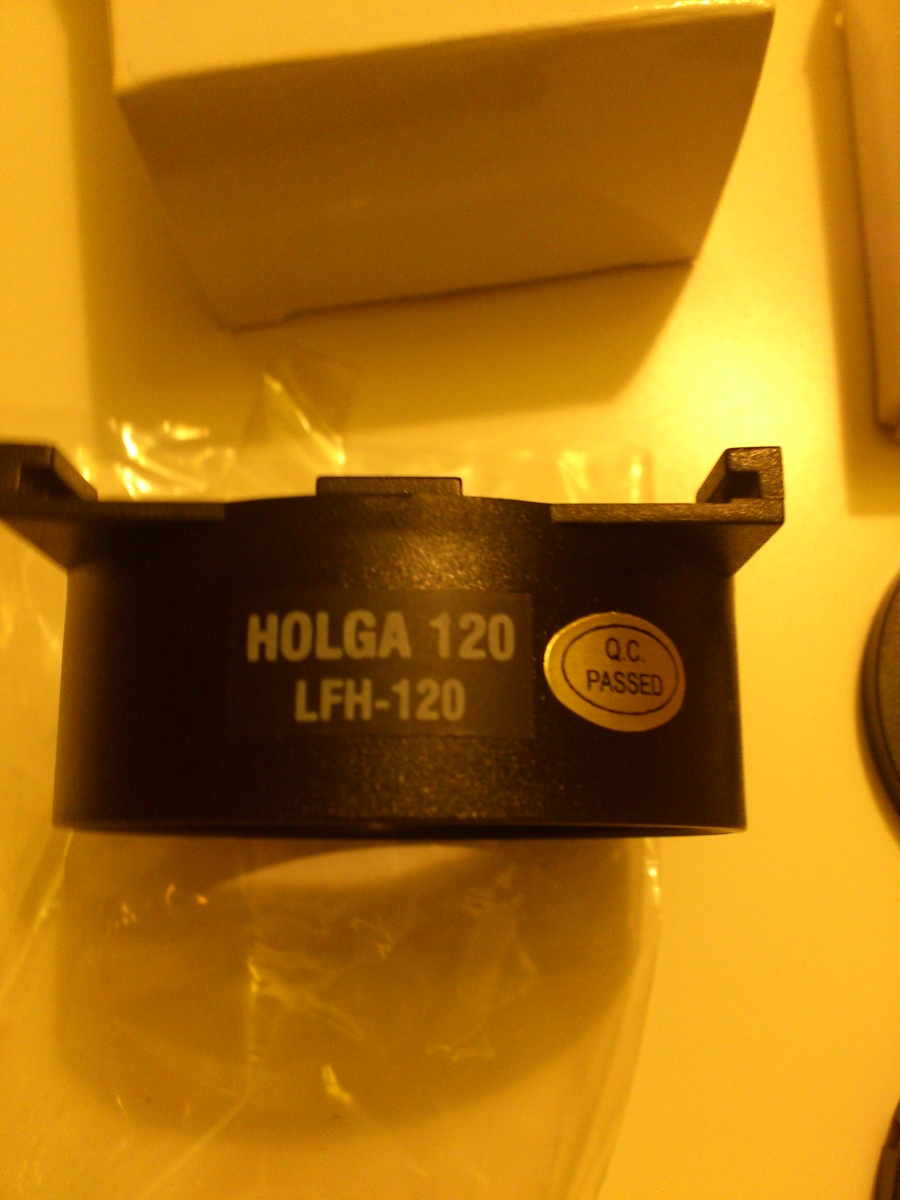 HOLGA 120
LFH-120
Q.C.
PASSED